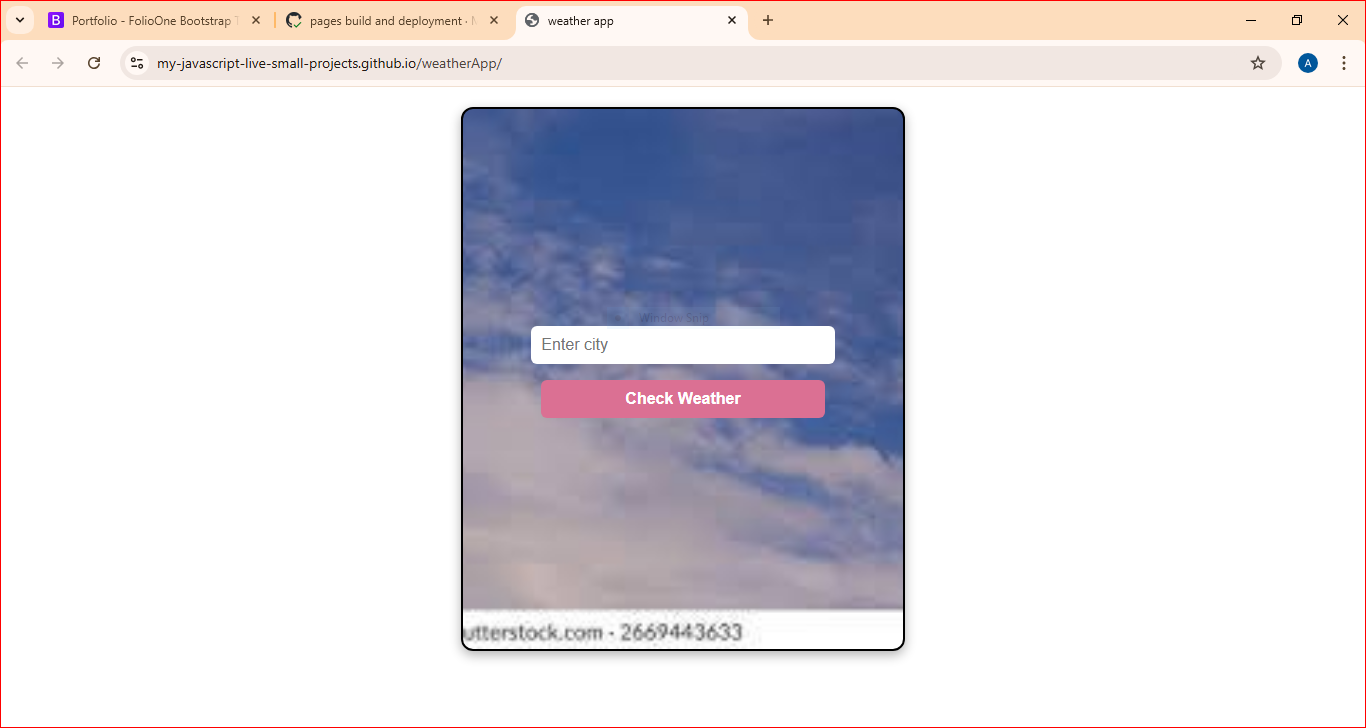 Portfolio - FolioOne Bootstrap
pages build and deployment ·
weather app
my-javascript-live-small-projects.github.io/weatherApp/
A
Window Snip
Enter city
Check Weather
utterstock.com · 2669443633